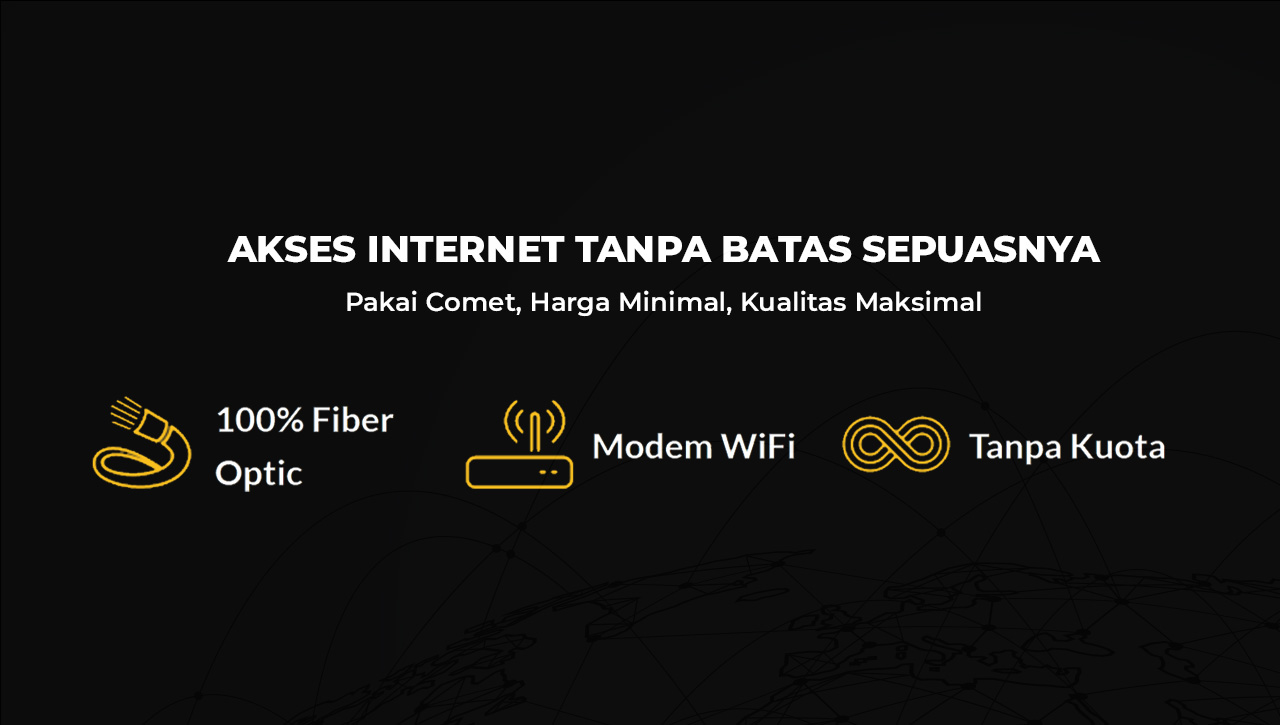 AKSES INTERNET TANPA BATAS SEPUASNYA
Pakai Comet, Harga Minimal, Kualitas Maksimal
100% Fiber
Optic
Modem WiFi
Tanpa Kuota